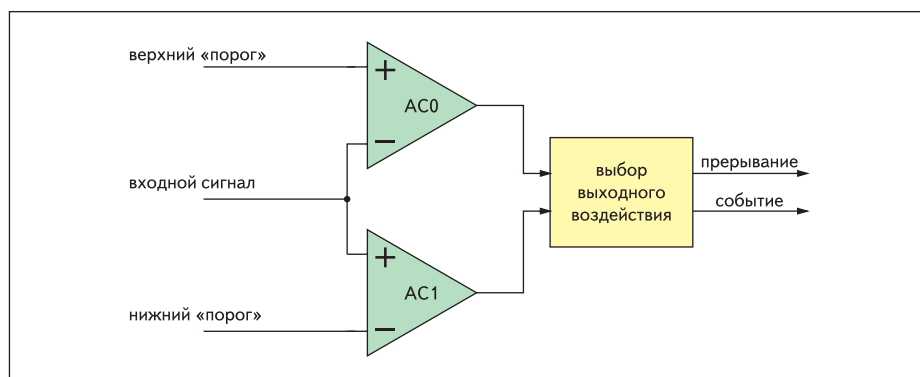 верхний «порог»
+
AC0
−
входной сигнал
выбор
выходного
воздействия
прерывание
событие
+
AC1
−
нижний «порог»